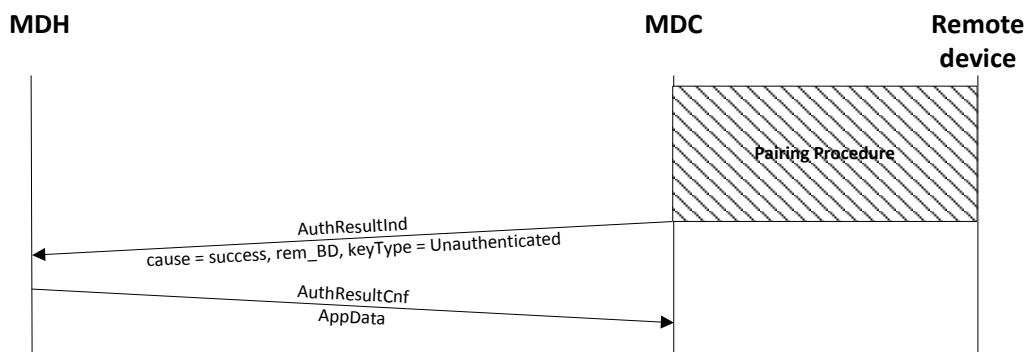 MDH
MDC
Remote
device
Pairing Procedure
AuthResultInd
cause = success, rem_BD, keyType = Unauthenticated
AuthResultCnf
AppData